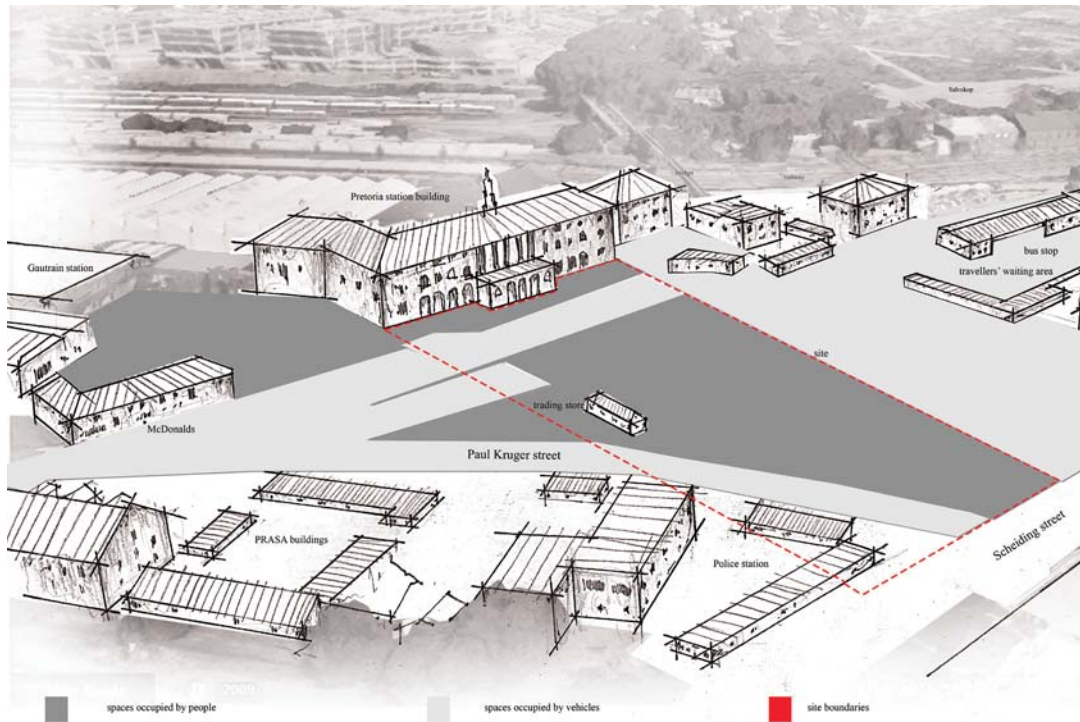 Salvokop
Pretoria station building
Gautrain station
bus stop
travellers' waiting area
site
trading store
McDonalds
Paul Kruger street
PRASA buildings
Police station
Scheiding street
2009
spaces occupied by people
spaces occupied by vehicles
site boundaries